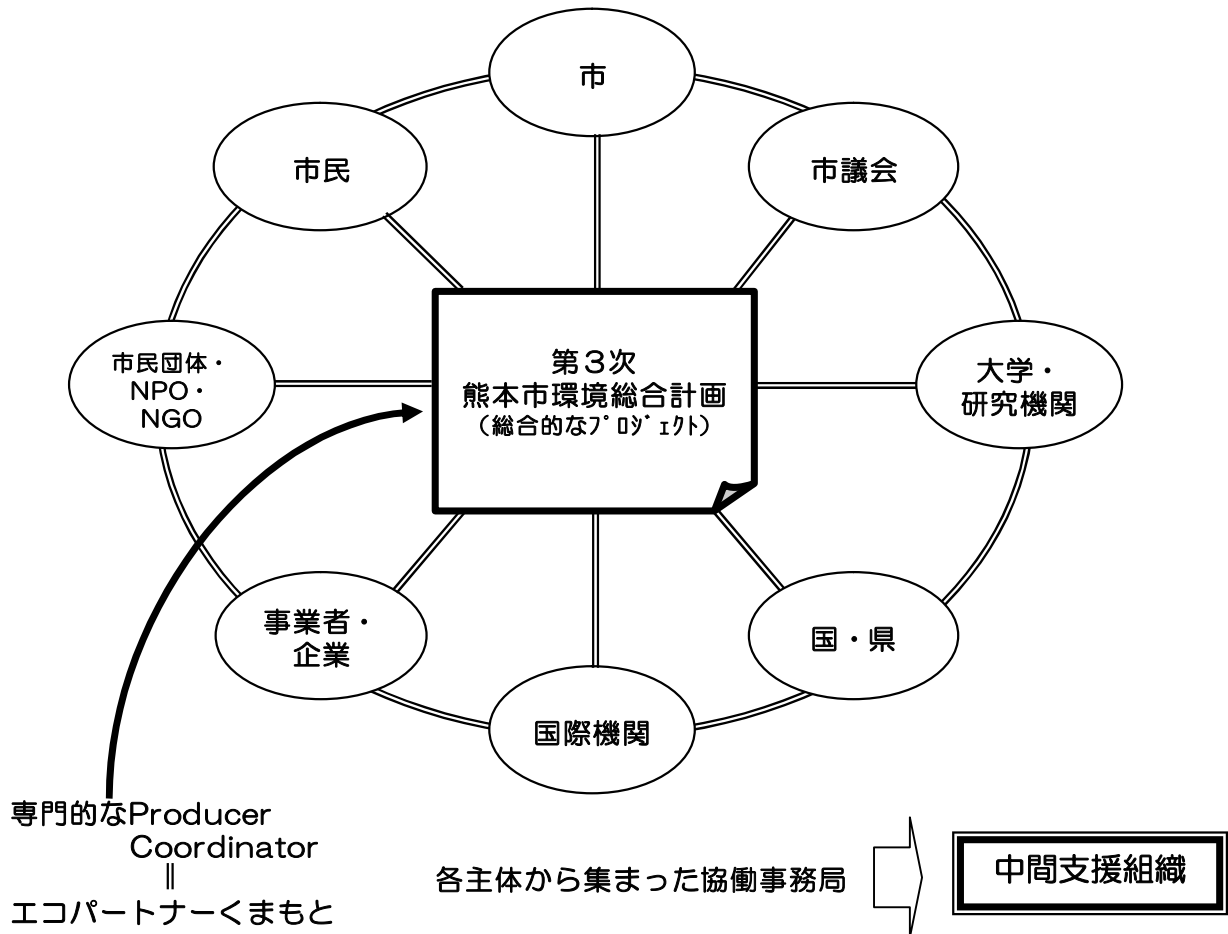 市
市民
市議会
市民団体・
NPO・
NGO
第３次
熊本市環境総合計画
（総合的なﾌﾟﾛｼﾞｪｸﾄ）
大学・
研究機関
事業者・
企業
国・県
国際機関
専門的なProducer
Coordinator
||
エコパートナーくまもと
各主体から集まった協働事務局
中間支援組織